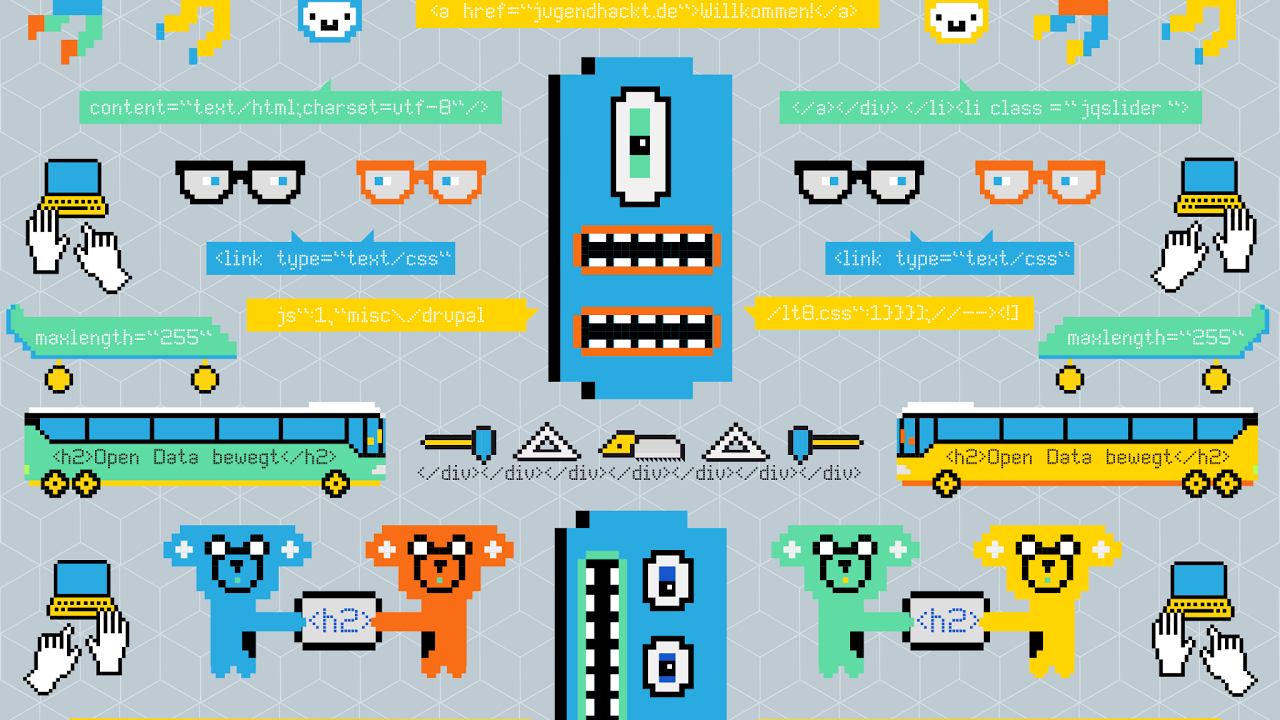 <a href="jugendhackt.de">Willkommen!</a>
content="text/html;charset=utf-8"/>
</a></div> </li><li class ="jqslider ">
<link type="text/css"
<link type="text/css"
js":1,"misc\/drupal
/lt8.css":1}}}};//--><!]
maxlength="255"
maxlength="255"
<h2>Open Data bewegt</h2>
</div></div></div></div></div></div>
<h2>Open Data bewegt</h2>
<h2>
<h2>